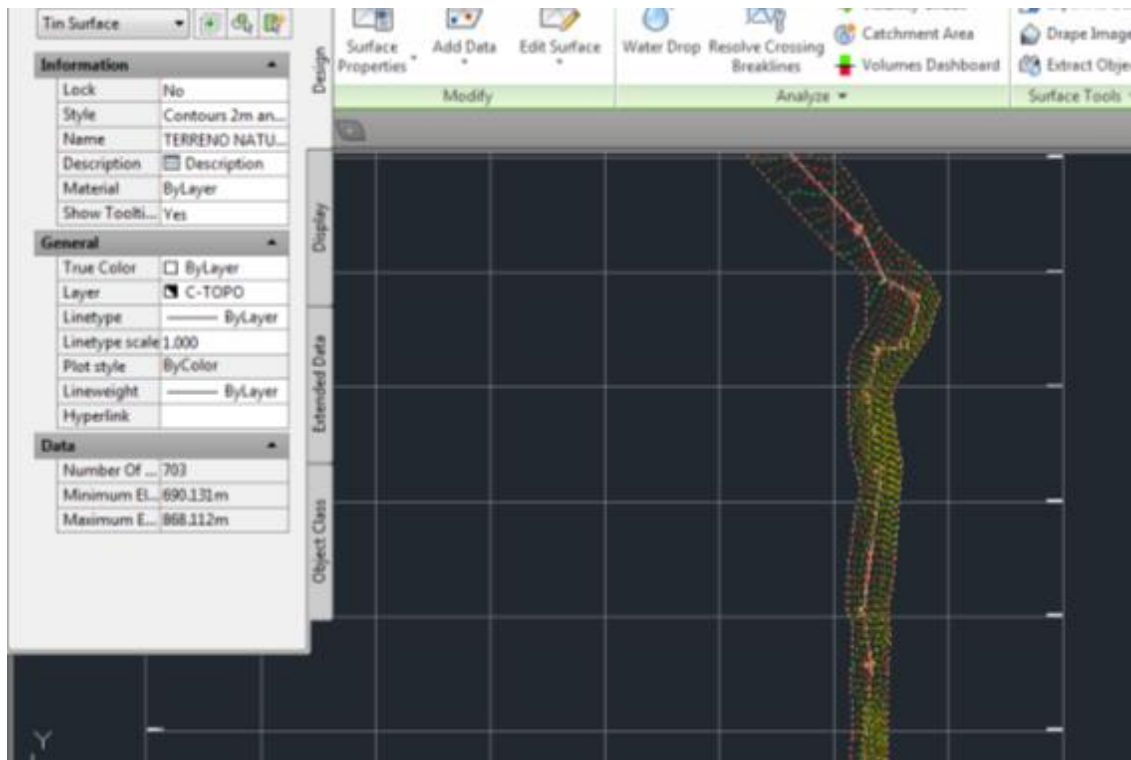 Tin Surface
Information
Lock No
Style Contours 2m an...
Name TERRENO NATU...
Description Description
Material ByLayer
Show Toolti... Yes
General
True Color ByLayer
Layer C-TOPO
Linetype ByLayer
Linetype scale 1.000
Plot style ByColor
Lineweight ByLayer
Hyperlink
Data
Number Of ... 703
Minimum El... 690.131m
Maximum E... 868.112m
Design
Display
Extended Data
Object Class
Surface Properties
Add Data
Edit Surface
Modify
Water Drop
Resolve Crossing Breaklines
Catchment Area
Volumes Dashboard
Analyze
Drape Image
Extract Obje
Surface Tools
Y